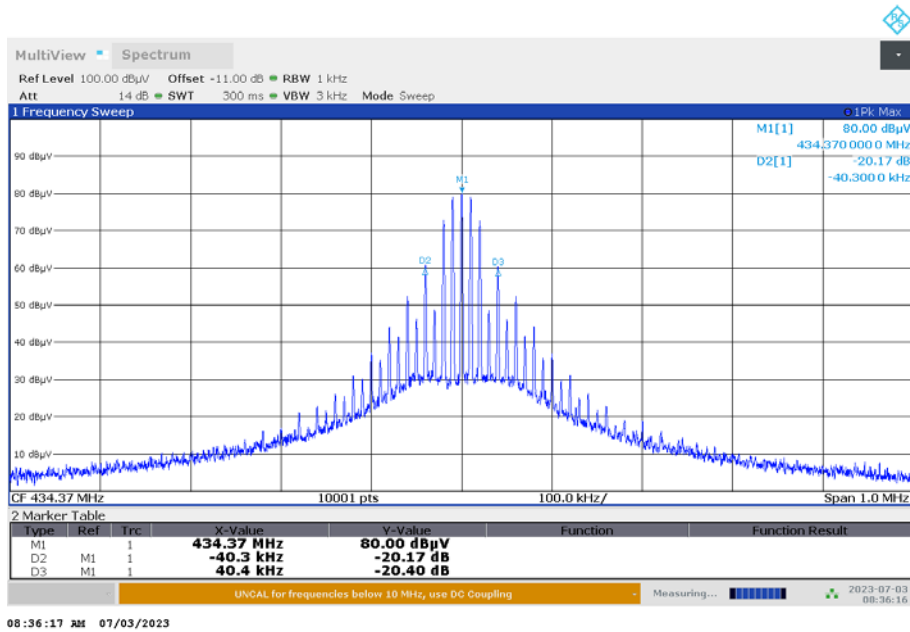 R&S
MultiView Spectrum
Ref Level 100.00 dBµV Offset -11.00 dB RBW 1 kHz
Att 14 dB SWT 300 ms VBW 3 kHz Mode Sweep
1 Frequency Sweep 1Pk Max
M1[1] 80.00 dBµV
434.370 000 0 MHz
D2[1] -20.17 dB
-40.300 0 kHz
90 dBµV
M1
80 dBµV
70 dBµV
D2 D3
60 dBµV
50 dBµV
40 dBµV
30 dBµV
20 dBµV
10 dBµV
CF 434.37 MHz 10001 pts 100.0 kHz/ Span 1.0 MHz
2 Marker Table
Type Ref Trc X-Value Y-Value Function Function Result
M1 1 434.37 MHz 80.00 dBµV
D2 M1 1 -40.3 kHz -20.17 dB
D3 M1 1 40.4 kHz -20.40 dB
UNCAL for frequencies below 10 MHz, use DC Coupling Measuring... 2023-07-03
08:36:16
08:36:17 AM 07/03/2023